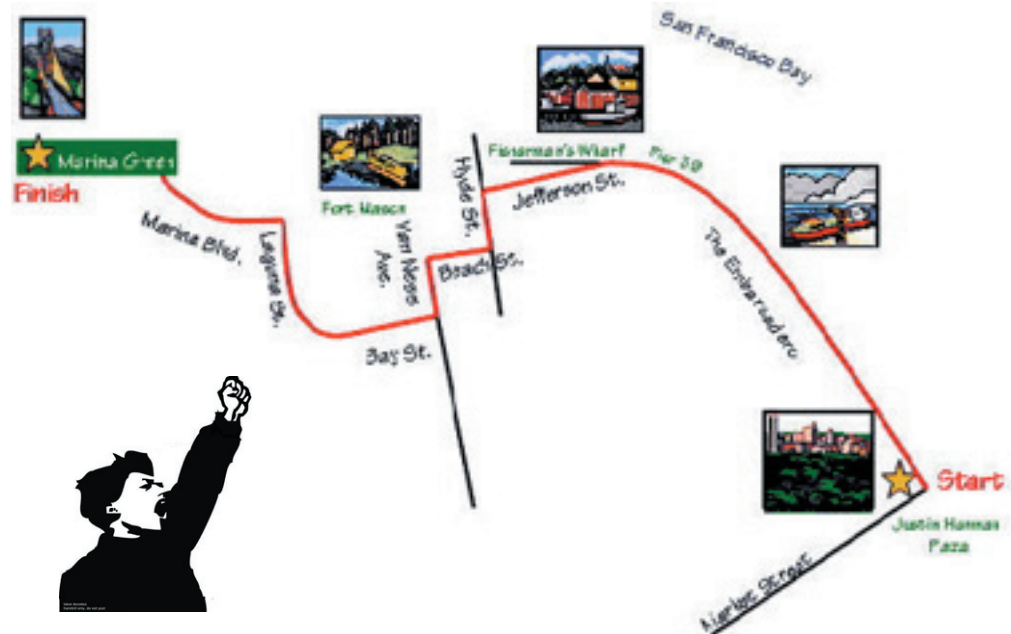 San Francisco Bay
Fisherman's Wharf
Pier 39
Marina Green
Finish
Hyde St.
Jefferson St.
Fort Mason
Marina Blvd.
Laguna St.
Van Ness
Ave.
Beach St.
The Embarcadero
Bay St.
Start
Justin Herman
Plaza
Market Street